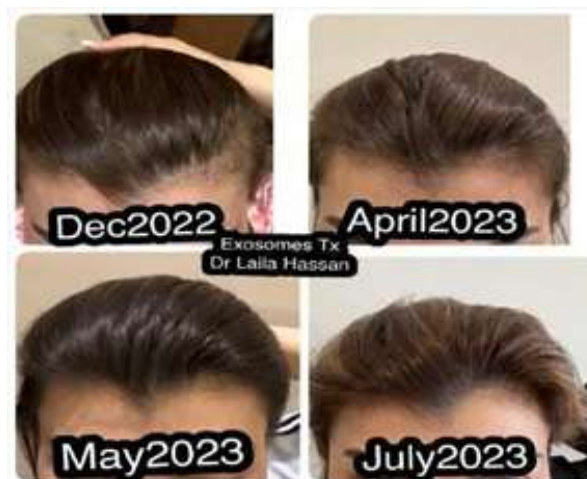 Dec2022
April2023
Exosomes Tx
Dr Laila Hassan
May2023
July2023